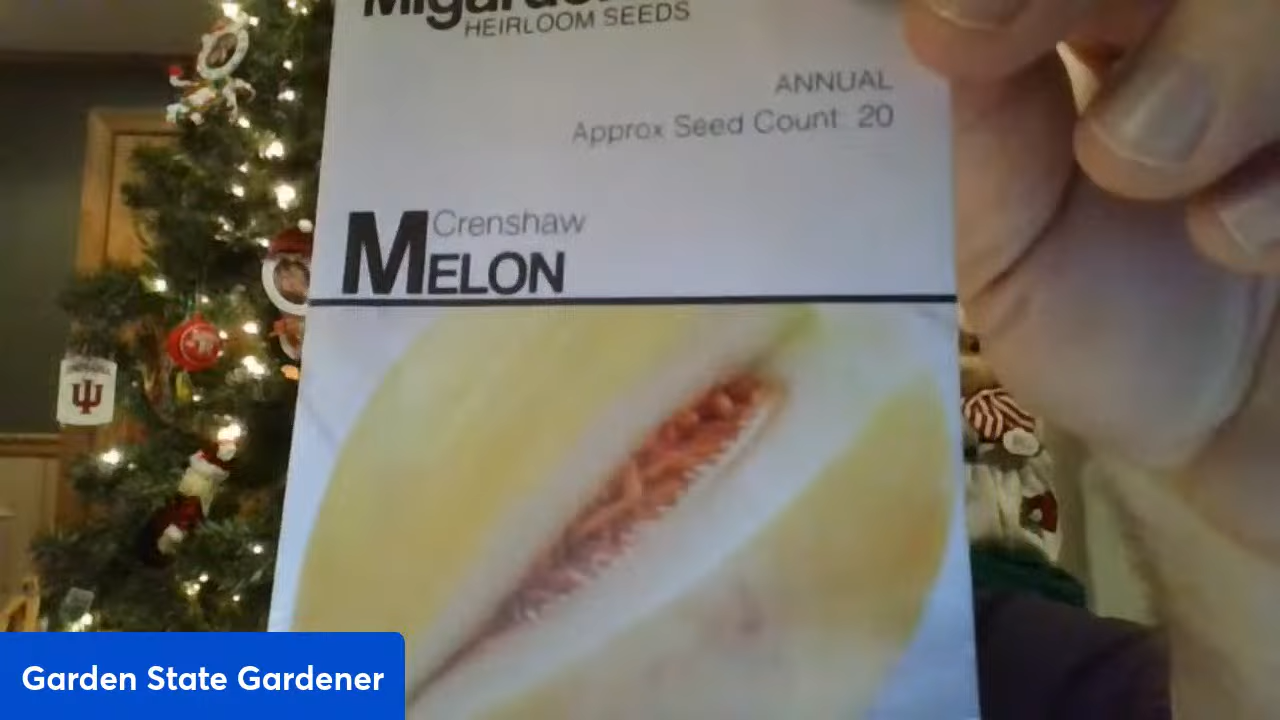 HEIRLOOM SEEDS
ANNUAL
Approx Seed Count 20
Crenshaw
MELON
Garden State Gardener